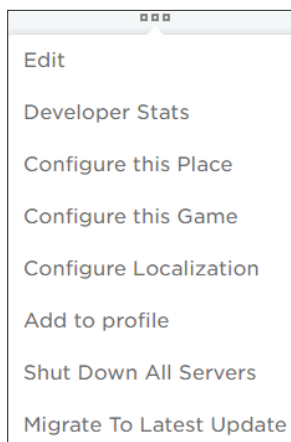 Edit
Developer Stats
Configure this Place
Configure this Game
Configure Localization
Add to profile
Shut Down All Servers
Migrate To Latest Update